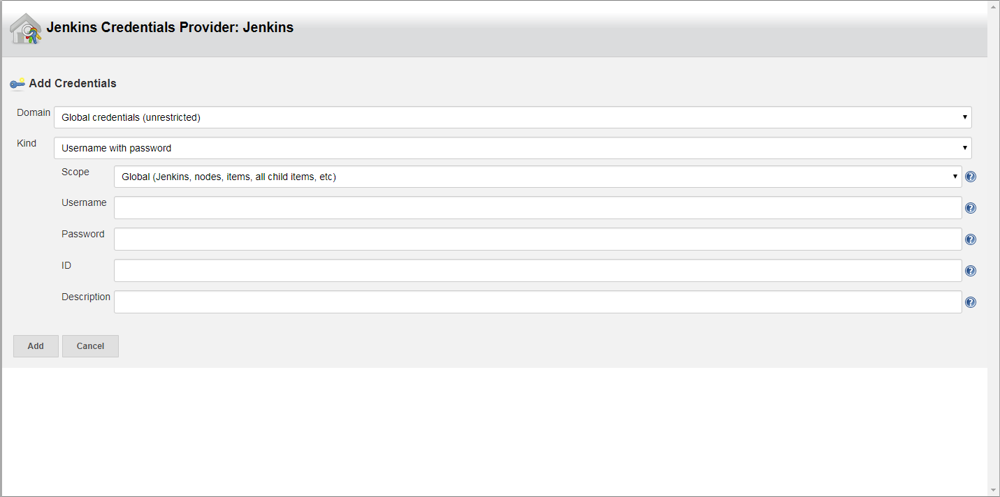 Jenkins Credentials Provider: Jenkins
Add Credentials
Domain Global credentials (unrestricted)
Kind Username with password
Scope Global (Jenkins, nodes, items, all child items, etc)
Username
Password
ID
Description
Add Cancel